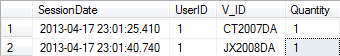 SessionDate UserID V_ID Quantity
1 2013-04-17 23:01:25.410 1 CT2007DA 1
2 2013-04-17 23:01:40.740 1 JX2008DA 1